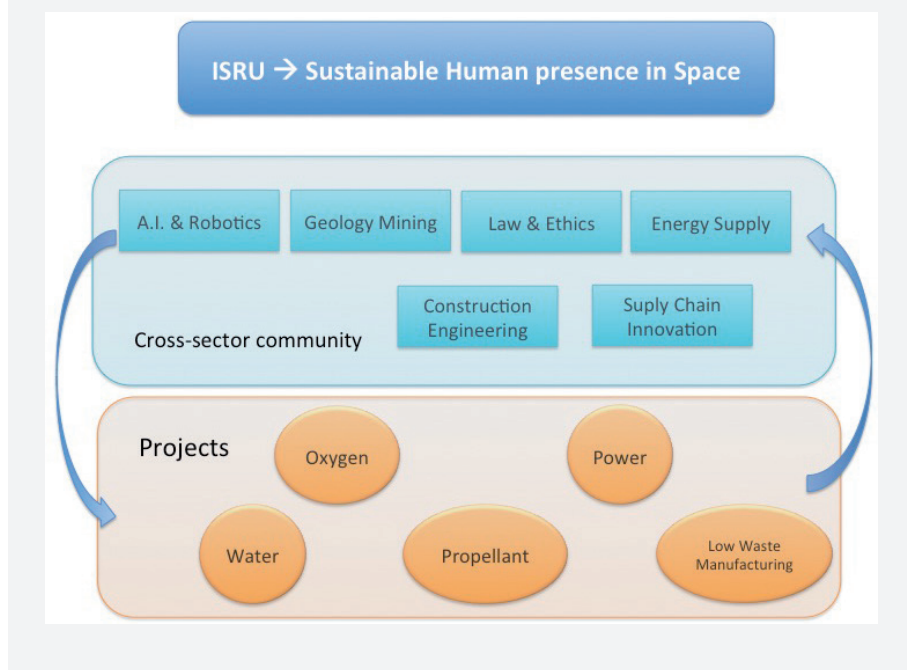 ISRU → Sustainable Human presence in Space
A.I. & Robotics
Geology Mining
Law & Ethics
Energy Supply
Construction
Engineering
Suply Chain
Innovation
Cross-sector community
Projects
Oxygen
Power
Water
Propellant
Low Waste
Manufacturing